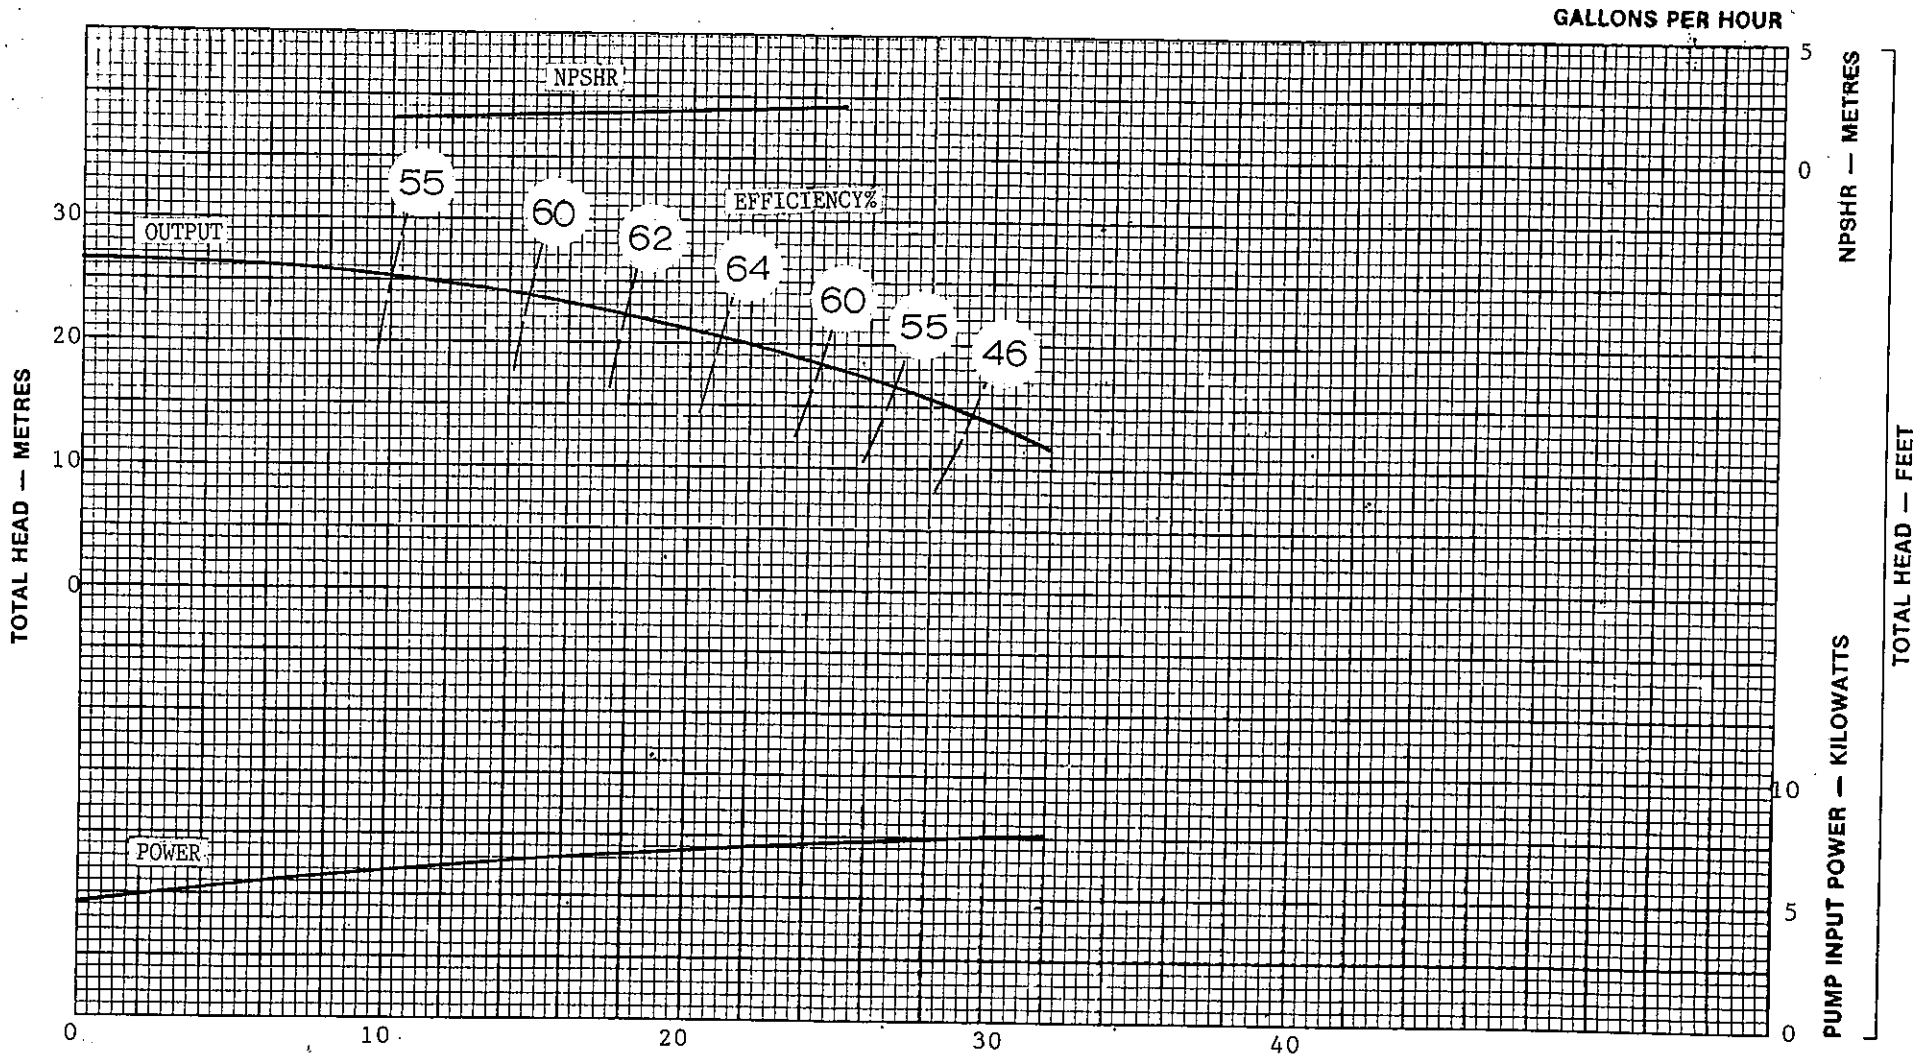 GALLONS PER HOUR
5
NPSHR
NPSHR — METRES
0
55
60
EFFICIENCY%
30
OUTPUT
62
64
60
55
46
20
TOTAL HEAD — METRES
10
0
TOTAL HEAD — FEET
PUMP INPUT POWER — KILOWATTS
10
POWER
5
0
0
10
20
30
40